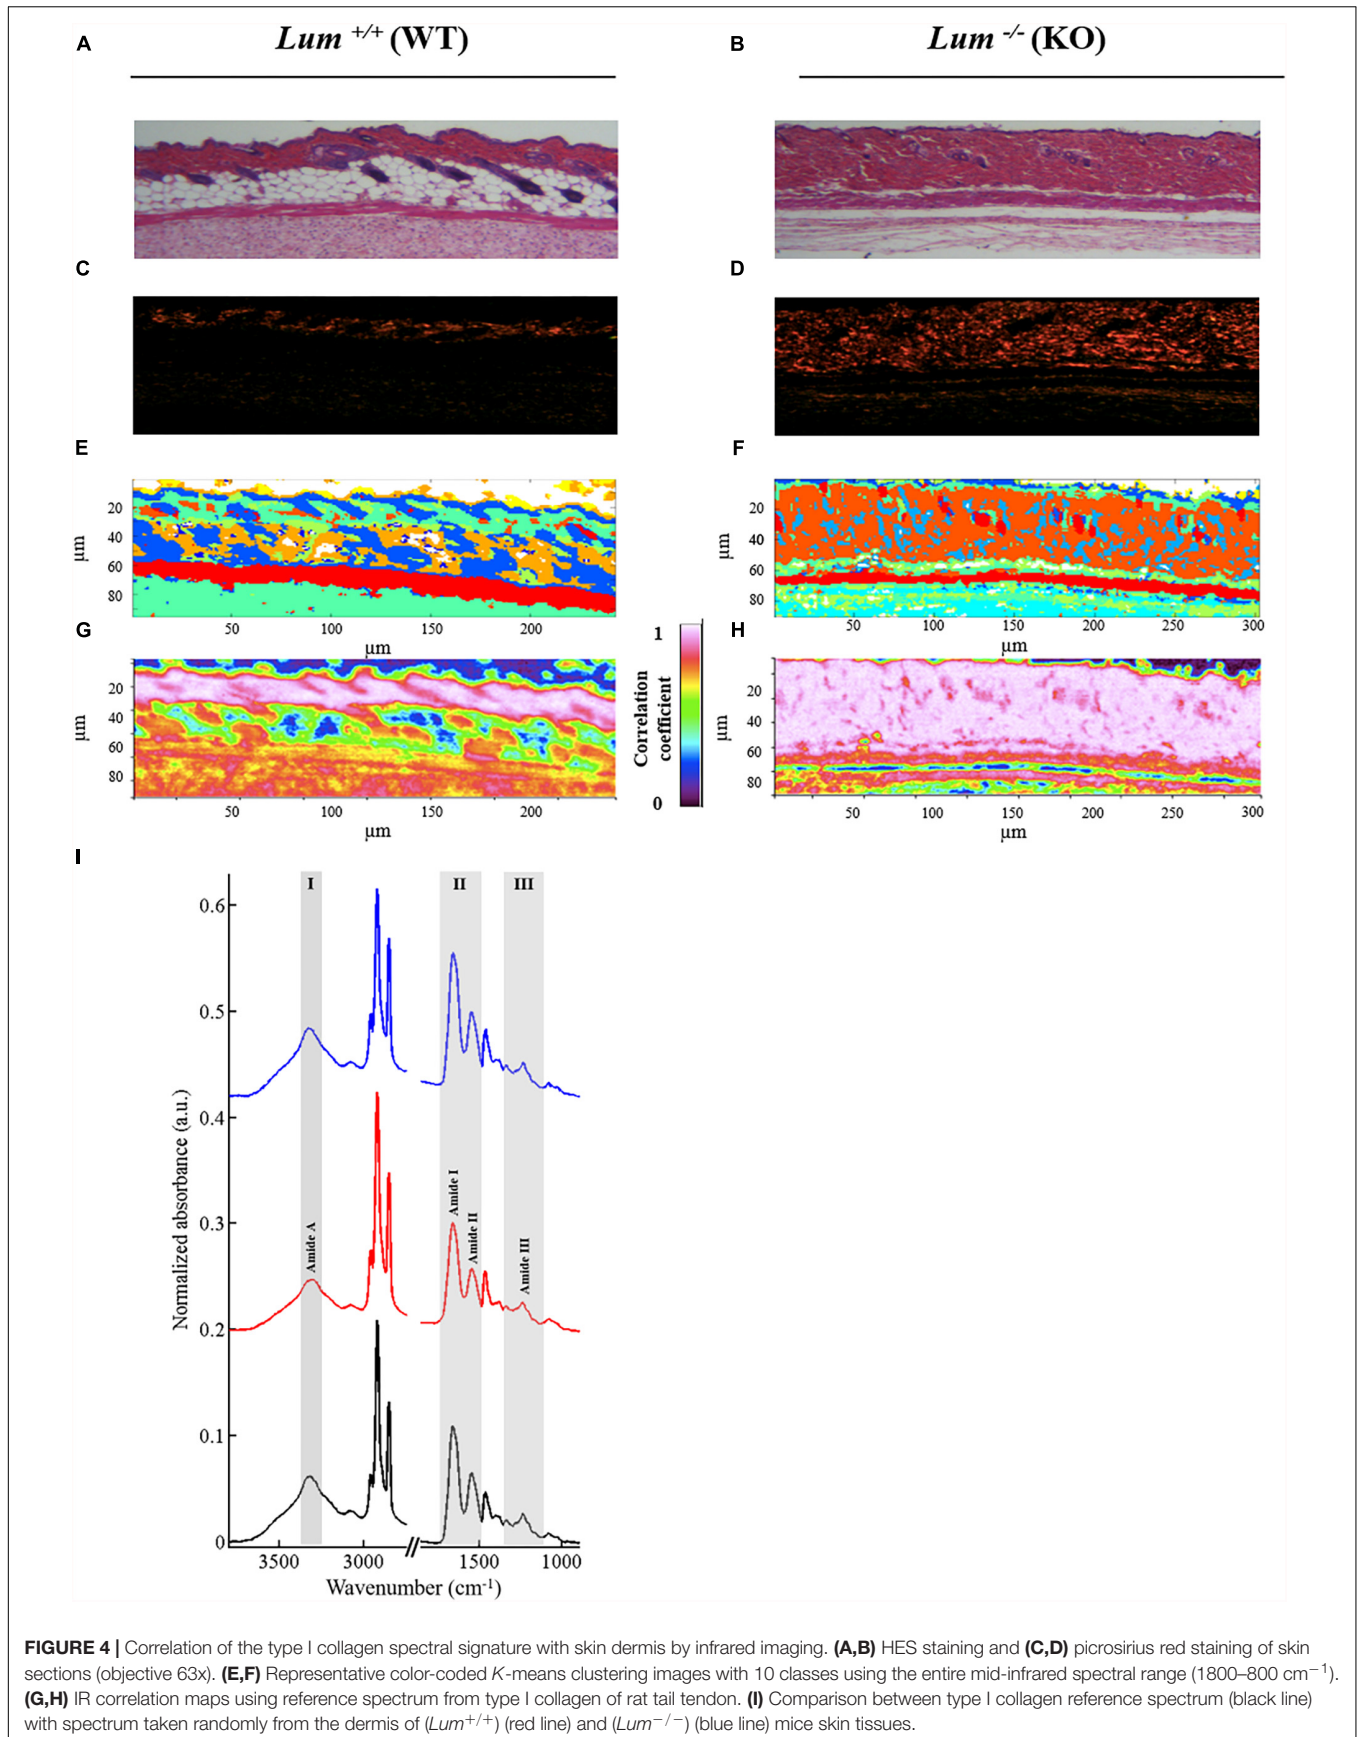 A
Lum +/+ (WT)
B
Lum -/- (KO)
C
D
E
F
20
40
60
80
µm
50
100
150
200
µm
20
40
60
80
µm
50
100
150
200
250
300
µm
G
H
20
40
60
80
µm
50
100
150
200
µm
1
Correlation
coefficient
0
20
40
60
80
µm
50
100
150
200
250
300
µm
I
I
II
III
0.6
0.5
0.4
0.3
0.2
0.1
0
Normalized absorbance (a.u.)
Amide A
Amide I
Amide II
Amide III
3500
3000
1500
1000
Wavenumber (cm-1)
FIGURE 4 | Correlation of the type I collagen spectral signature with skin dermis by infrared imaging. (A,B) HES staining and (C,D) picrosirius red staining of skin
sections (objective 63x). (E,F) Representative color-coded K-means clustering images with 10 classes using the entire mid-infrared spectral range (1800–800 cm−1).
(G,H) IR correlation maps using reference spectrum from type I collagen of rat tail tendon. (I) Comparison between type I collagen reference spectrum (black line)
with spectrum taken randomly from the dermis of (Lum+/+) (red line) and (Lum−/−) (blue line) mice skin tissues.